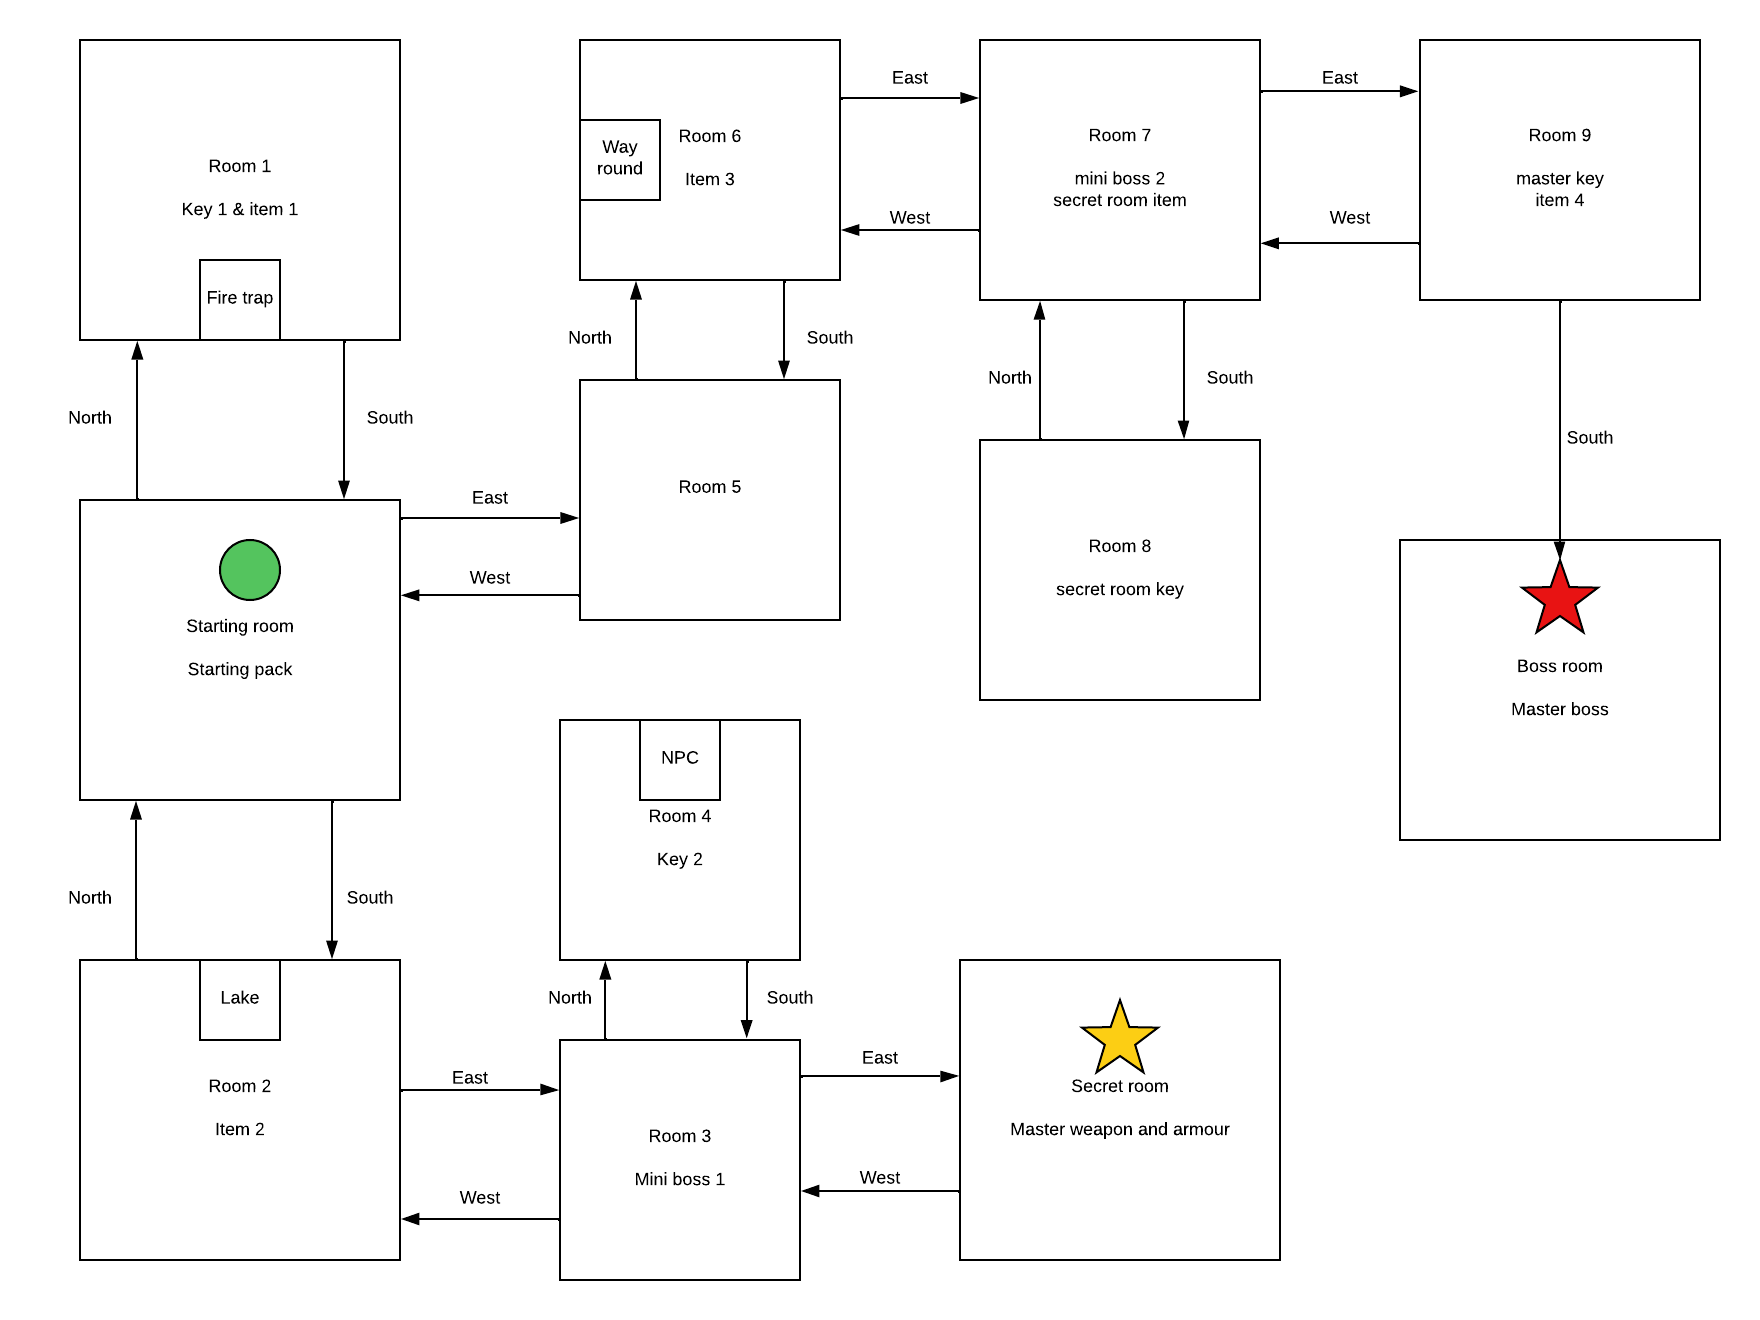 East
East
Room 1
Key 1 & item 1
Fire trap
Way
round
Room 6
Item 3
Room 7
mini boss 2
secret room item
Room 9
master key
item 4
West
West
North
South
North
South
North
South
South
East
West
Room 5
Starting room
Starting pack
Room 8
secret room key
Boss room
Master boss
NPC
Room 4
Key 2
North
South
North
South
Lake
Room 2
Item 2
East
West
Room 3
Mini boss 1
East
West
Secret room
Master weapon and armour